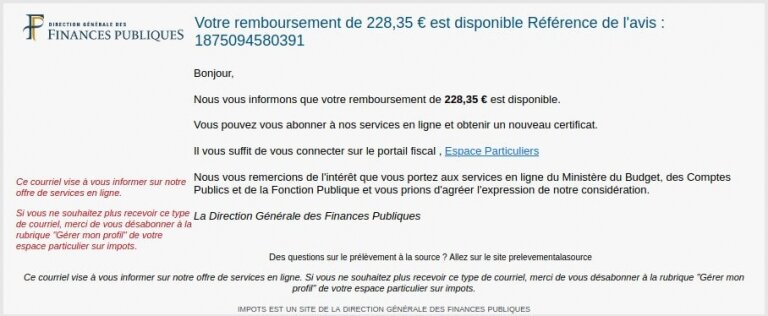 DIRECTION GÉNÉRALE DES
FINANCES PUBLIQUES
Votre remboursement de 228,35 € est disponible Référence de l'avis :
1875094580391
Bonjour,
Nous vous informons que votre remboursement de 228,35 € est disponible.
Vous pouvez vous abonner à nos services en ligne et obtenir un nouveau certificat.
Il vous suffit de vous connecter sur le portail fiscal , Espace Particuliers
Nous vous remercions de l'intérêt que vous portez aux services en ligne du Ministère du Budget, des Comptes
Publics et de la Fonction Publique et vous prions d'agréer l'expression de notre considération.
La Direction Générale des Finances Publiques
Ce courriel vise à vous informer sur notre
offre de services en ligne.
Si vous ne souhaitez plus recevoir ce type
de courriel, merci de vous désabonner à la
rubrique "Gérer mon profil" de votre
espace particulier sur impots.
Des questions sur le prélèvement à la source ? Allez sur le site prelevementalasource
Ce courriel vise à vous informer sur notre offre de services en ligne. Si vous ne souhaitez plus recevoir ce type de courriel, merci de vous désabonner à la rubrique "Gérer mon
profil" de votre espace particulier sur impots.
IMPOTS EST UN SITE DE LA DIRECTION GÉNÉRALE DES FINANCES PUBLIQUES